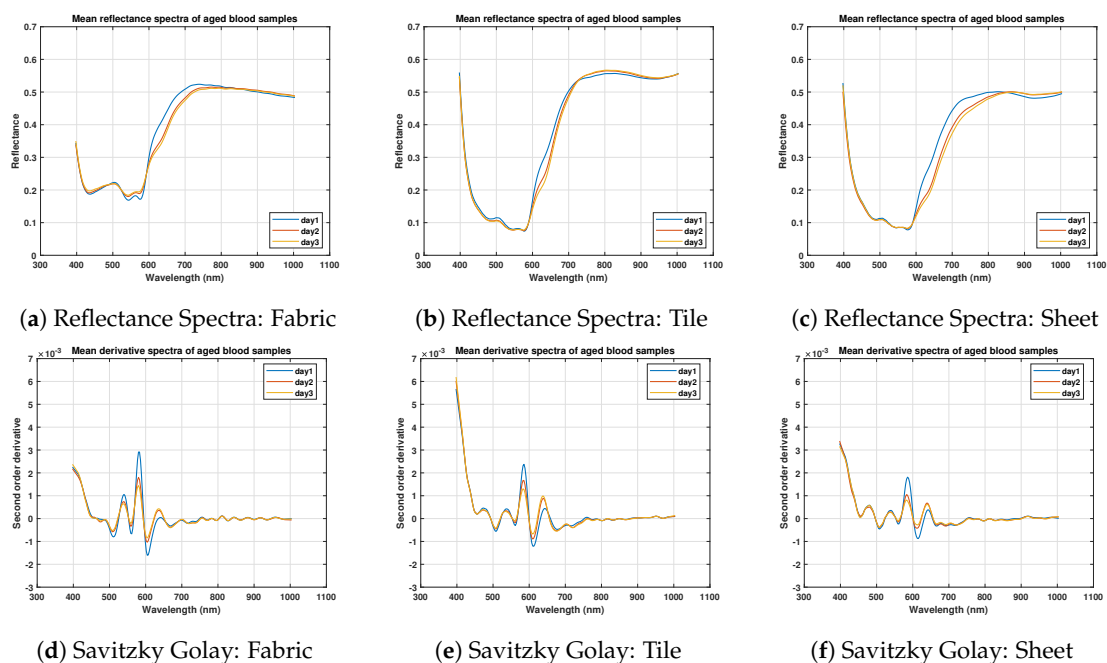 Mean reflectance spectra of aged blood samples
0.7
0.6
0.5
0.4
0.3
0.2
0.1
0
Reflectance
300 400 500 600 700 800 900 1000 1100
Wavelength (nm)
day1
day2
day3
(a) Reflectance Spectra: Fabric
Mean reflectance spectra of aged blood samples
0.7
0.6
0.5
0.4
0.3
0.2
0.1
0
Reflectance
300 400 500 600 700 800 900 1000 1100
Wavelength (nm)
day1
day2
day3
(b) Reflectance Spectra: Tile
Mean reflectance spectra of aged blood samples
0.7
0.6
0.5
0.4
0.3
0.2
0.1
0
Reflectance
300 400 500 600 700 800 900 1000 1100
Wavelength (nm)
day1
day2
day3
(c) Reflectance Spectra: Sheet
×10⁻³
Mean derivative spectra of aged blood samples
7
6
5
4
3
2
1
0
-1
-2
-3
Second order derivative
300 400 500 600 700 800 900 1000 1100
Wavelength (nm)
day1
day2
day3
(d) Savitzky Golay: Fabric
×10⁻³
Mean derivative spectra of aged blood samples
7
6
5
4
3
2
1
0
-1
-2
-3
Second order derivative
300 400 500 600 700 800 900 1000 1100
Wavelength (nm)
day1
day2
day3
(e) Savitzky Golay: Tile
×10⁻³
Mean derivative spectra of aged blood samples
7
6
5
4
3
2
1
0
-1
-2
-3
Second order derivative
300 400 500 600 700 800 900 1000 1100
Wavelength (nm)
day1
day2
day3
(f) Savitzky Golay: Sheet